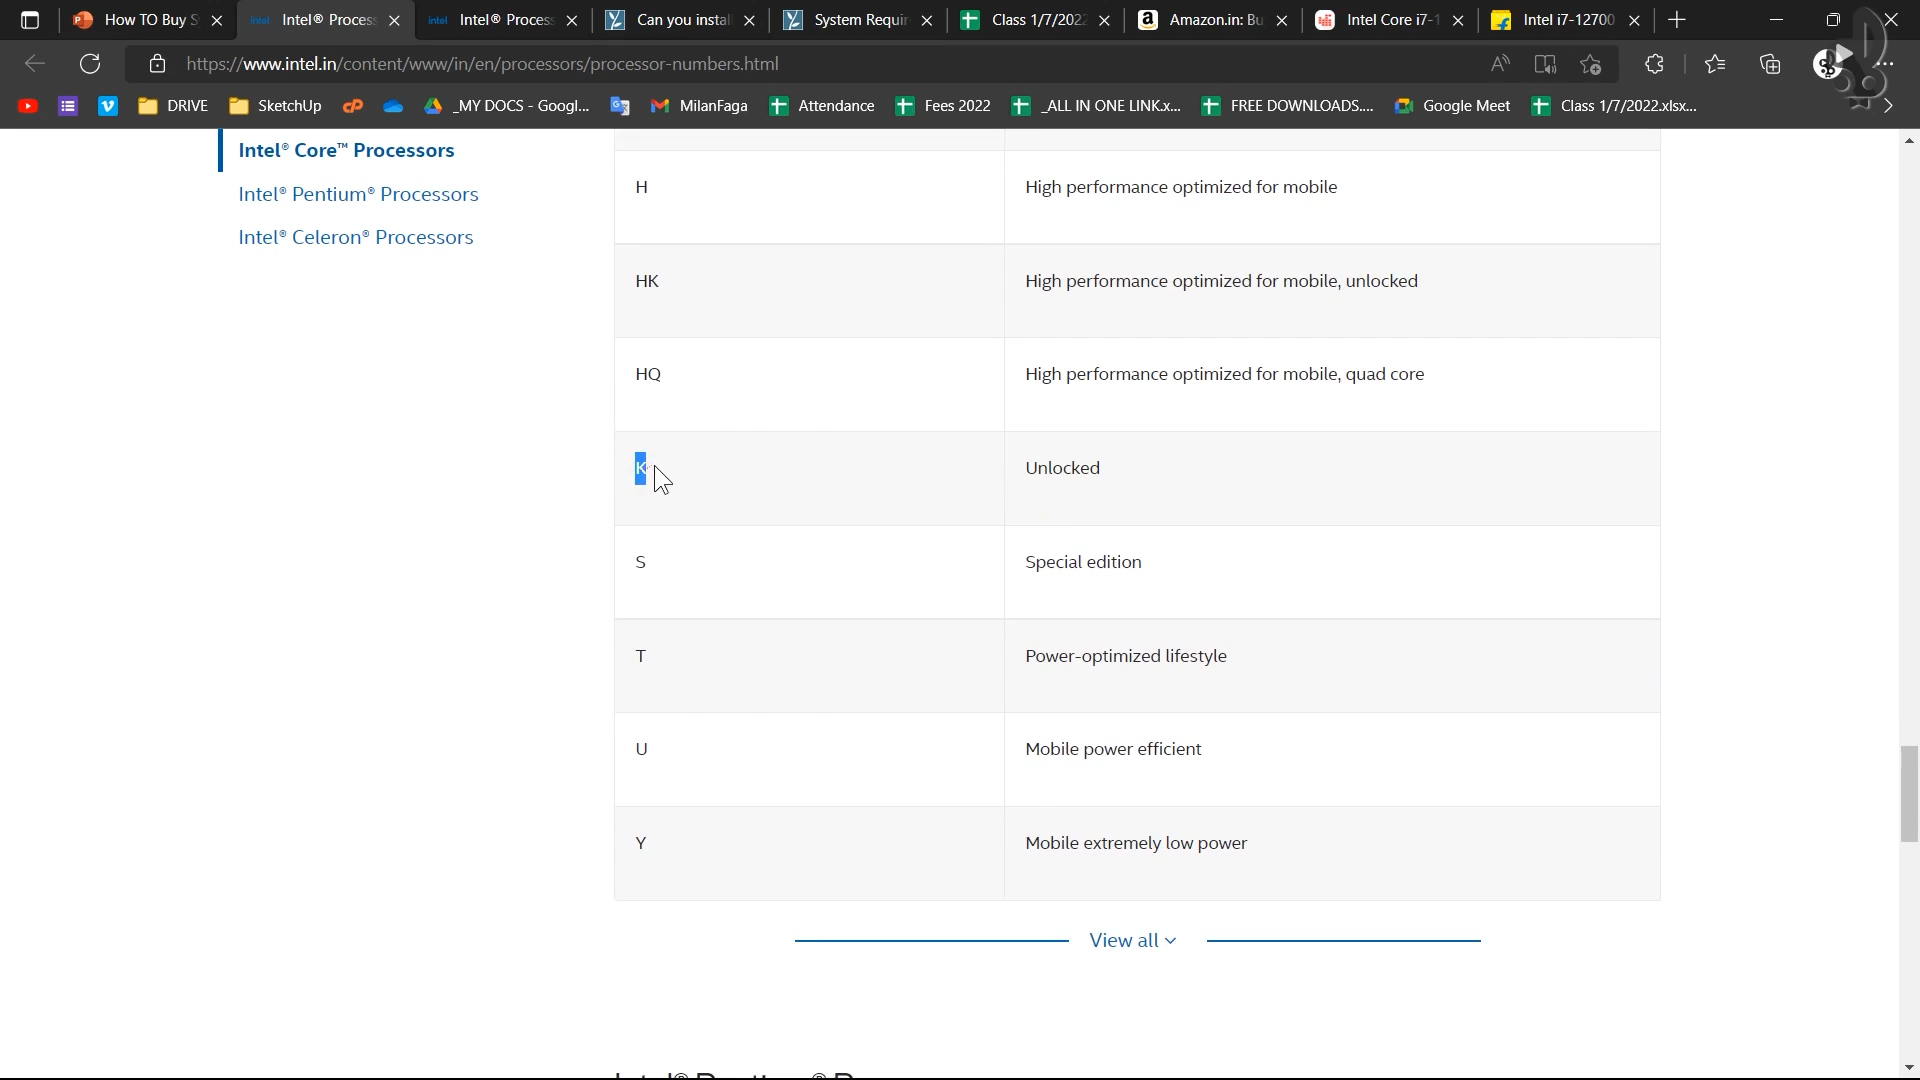 How TO Buy S
intel Intel® Process
intel Intel® Process
Can you instal
System Requir
Class 1/7/2022
Amazon.in: Bu
Intel Core i7-1
Intel i7-12700
https://www.intel.in/content/www/in/en/processors/processor-numbers.html
DRIVE
SketchUp
_MY DOCS - Googl...
MilanFaga
Attendance
Fees 2022
_ALL IN ONE LINK.x...
FREE DOWNLOADS....
Google Meet
Class 1/7/2022.xlsx...
Intel® Core™ Processors
Intel® Pentium® Processors
Intel® Celeron® Processors
H High performance optimized for mobile
HK High performance optimized for mobile, unlocked
HQ High performance optimized for mobile, quad core
K Unlocked
S Special edition
T Power-optimized lifestyle
U Mobile power efficient
Y Mobile extremely low power
View all